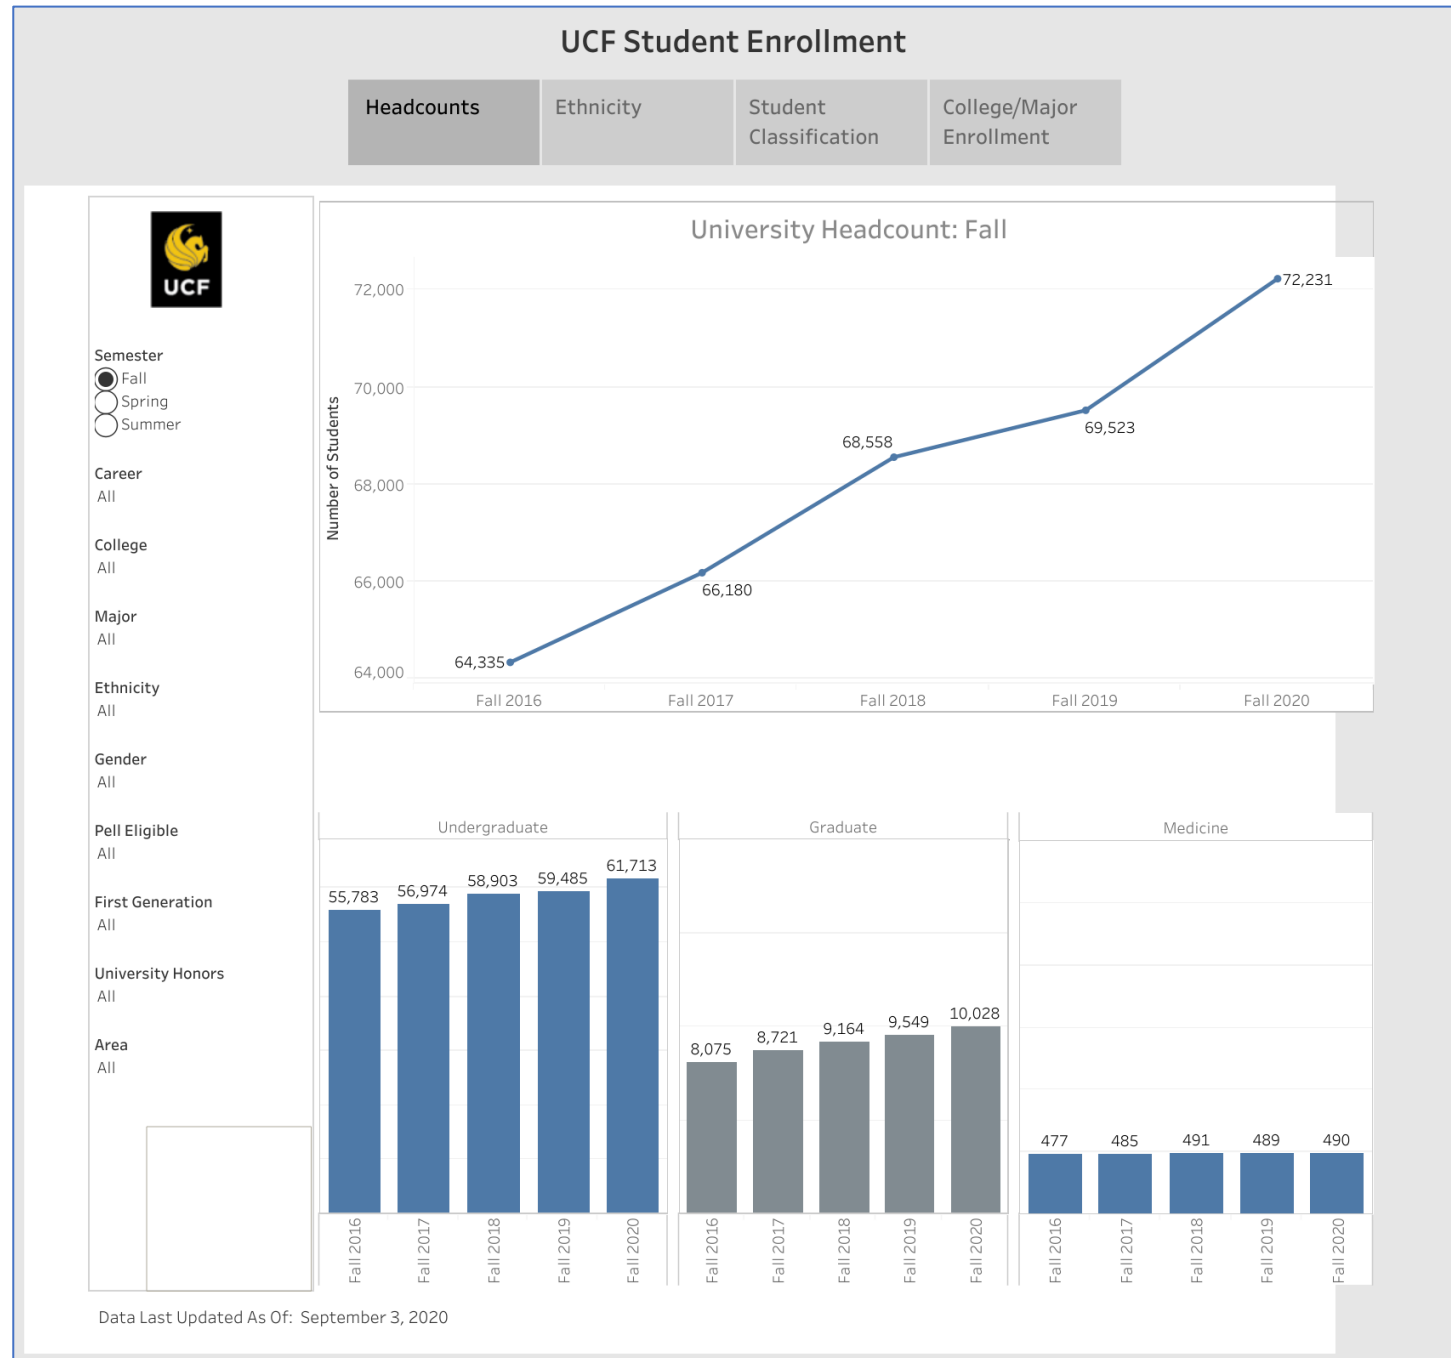 UCF Student Enrollment
Headcounts
Ethnicity
Student
Classification
College/Major
Enrollment
UCF
Semester
Fall
Spring
Summer
Career
All
College
All
Major
All
Ethnicity
All
Gender
All
Pell Eligible
All
First Generation
All
University Honors
All
Area
All
University Headcount: Fall
Number of Students
72,000
70,000
68,000
66,000
64,000
64,335
66,180
68,558
69,523
72,231
Fall 2016
Fall 2017
Fall 2018
Fall 2019
Fall 2020
Undergraduate
55,783
56,974
58,903
59,485
61,713
Fall 2016
Fall 2017
Fall 2018
Fall 2019
Fall 2020
Graduate
8,075
8,721
9,164
9,549
10,028
Fall 2016
Fall 2017
Fall 2018
Fall 2019
Fall 2020
Medicine
477
485
491
489
490
Fall 2016
Fall 2017
Fall 2018
Fall 2019
Fall 2020
Data Last Updated As Of: September 3, 2020